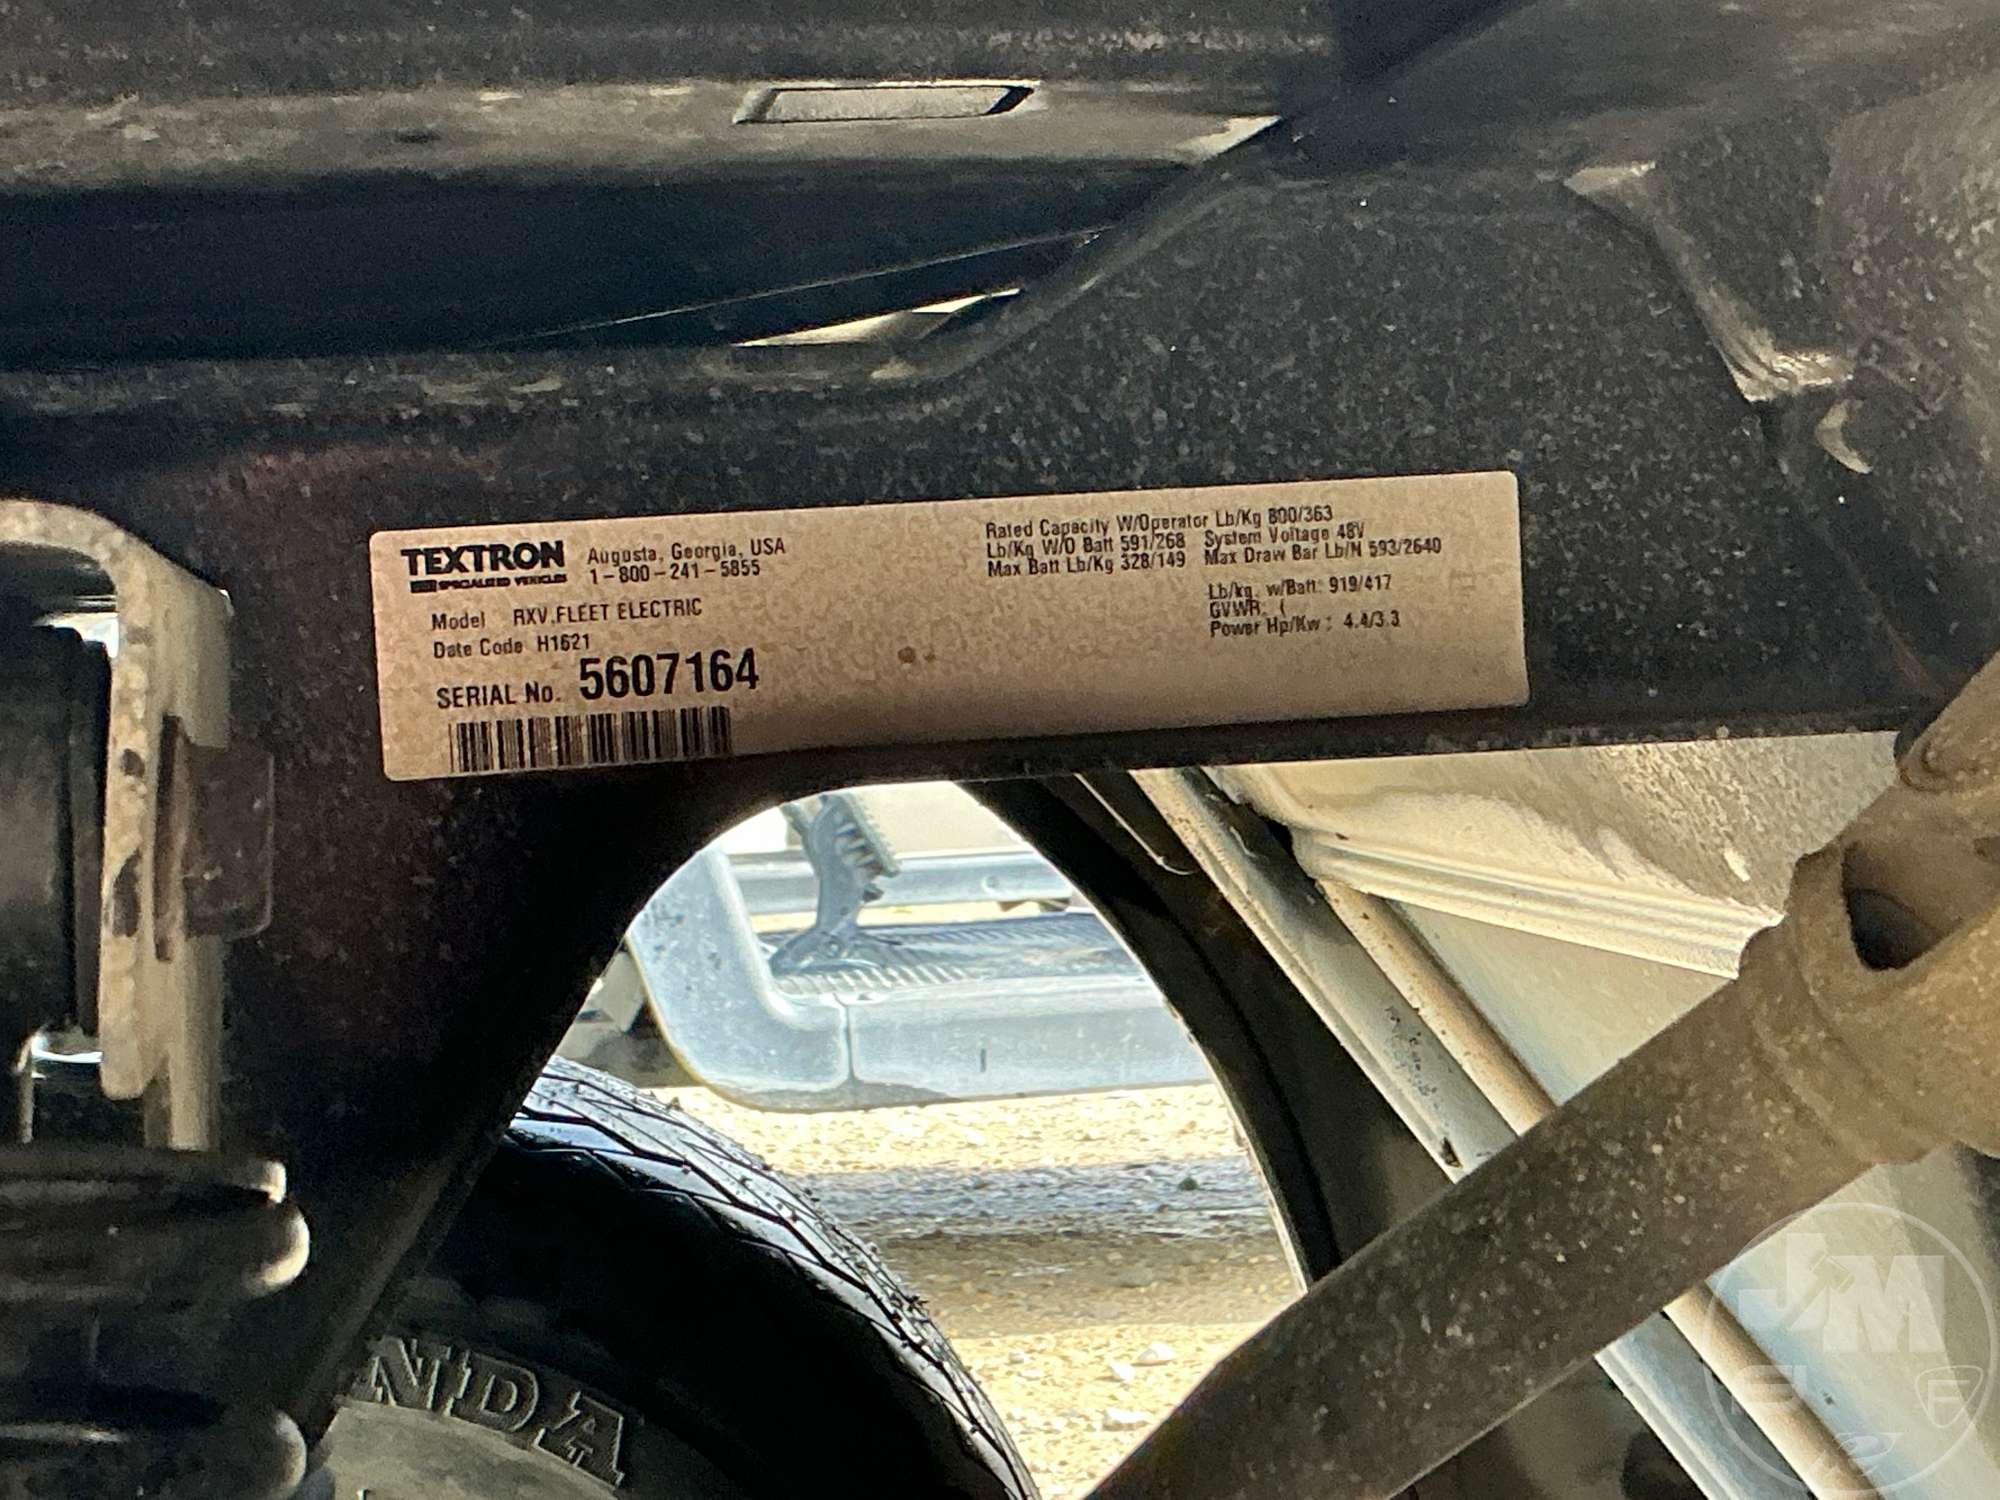 TEXTRON
SPECIALIZED VEHICLES
Augusta, Georgia, USA
1-800-241-5855
Model RXV.FLEET ELECTRIC
Date Code H1621
SERIAL No. 5607164
Rated Capacity W/Operator Lb/Kg 800/363
Lb/Kg W/O Batt 591/268 System Voltage 48V
Max Batt Lb/Kg 328/149 Max Draw Bar Lb/N 593/2640
Lb/kg. w/Batt: 919/417
GVWR: (
Power Hp/Kw : 4.4/3.3
NDA
JM
F